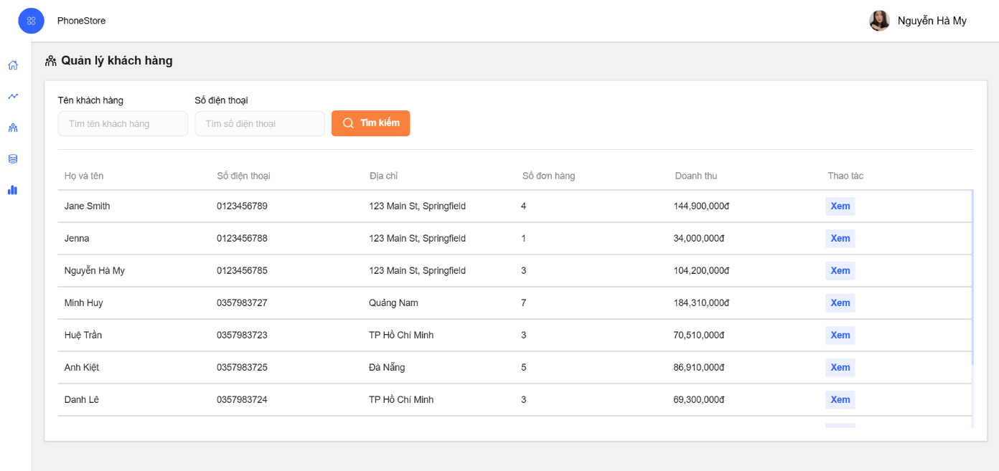 PhoneStore
Nguyễn Hà My
Quản lý khách hàng
Tên khách hàng Số điện thoại
Tìm tên khách hàng Tìm số điện thoại Tìm kiếm
Họ và tên Số điện thoại Địa chỉ Số đơn hàng Doanh thu Thao tác
Jane Smith 0123456789 123 Main St, Springfield 4 144,900,000đ Xem
Jenna 0123456788 123 Main St, Springfield 1 34,000,000đ Xem
Nguyễn Hà My 0123456785 123 Main St, Springfield 3 104,200,000đ Xem
Minh Huy 0357983727 Quảng Nam 7 184,310,000đ Xem
Huệ Trần 0357983723 TP Hồ Chí Minh 3 70,510,000đ Xem
Anh Kiệt 0357983725 Đà Nẵng 5 86,910,000đ Xem
Danh Lê 0357983724 TP Hồ Chí Minh 3 69,300,000đ Xem